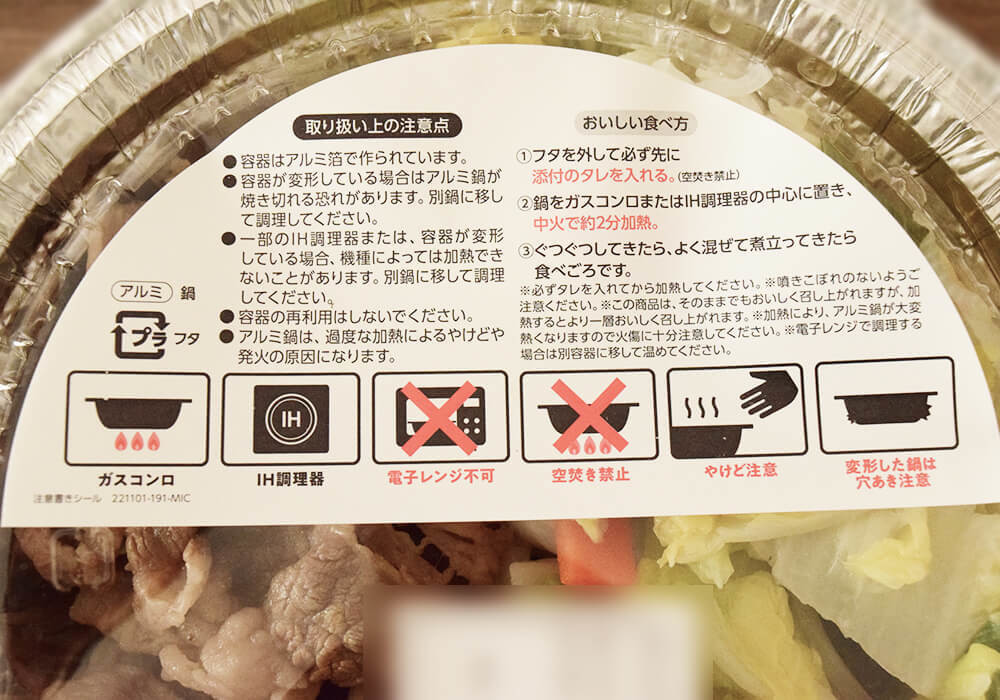 取り扱い上の注意点
●容器はアルミ箔で作られています。
●容器が変形している場合はアルミ鍋が
焼き切れる恐れがあります。別鍋に移し
て調理してください。
●一部のIH調理器または、容器が変形
している場合、機種によっては加熱でき
ないことがあります。別鍋に移して調理
してください。
●容器の再利用はしないでください。
●アルミ鍋は、過度な加熱によるやけどや
発火の原因になります。
アルミ 鍋
プラ フタ
おいしい食べ方
①フタを外して必ず先に
添付のタレを入れる。(空焚き禁止)
②鍋をガスコンロまたはIH調理器の中心に置き、
中火で約2分加熱。
③ぐつぐつしてきたら、よく混ぜて煮立ってきたら
食べごろです。
※必ずタレを入れてから加熱してください。※噴きこぼれのないようご
注意ください。※この商品は、そのままでもおいしく召し上がれますが、加
熱するとより一層おいしく召し上がれます。※加熱により、アルミ鍋が大変
熱くなりますので火傷に十分注意してください。※電子レンジで調理する
場合は別容器に移して温めてください。
IH
ガスコンロ
IH調理器
電子レンジ不可
空焚き禁止
やけど注意
変形した鍋は
穴あき注意
注意書きシール 221101-191-MIC